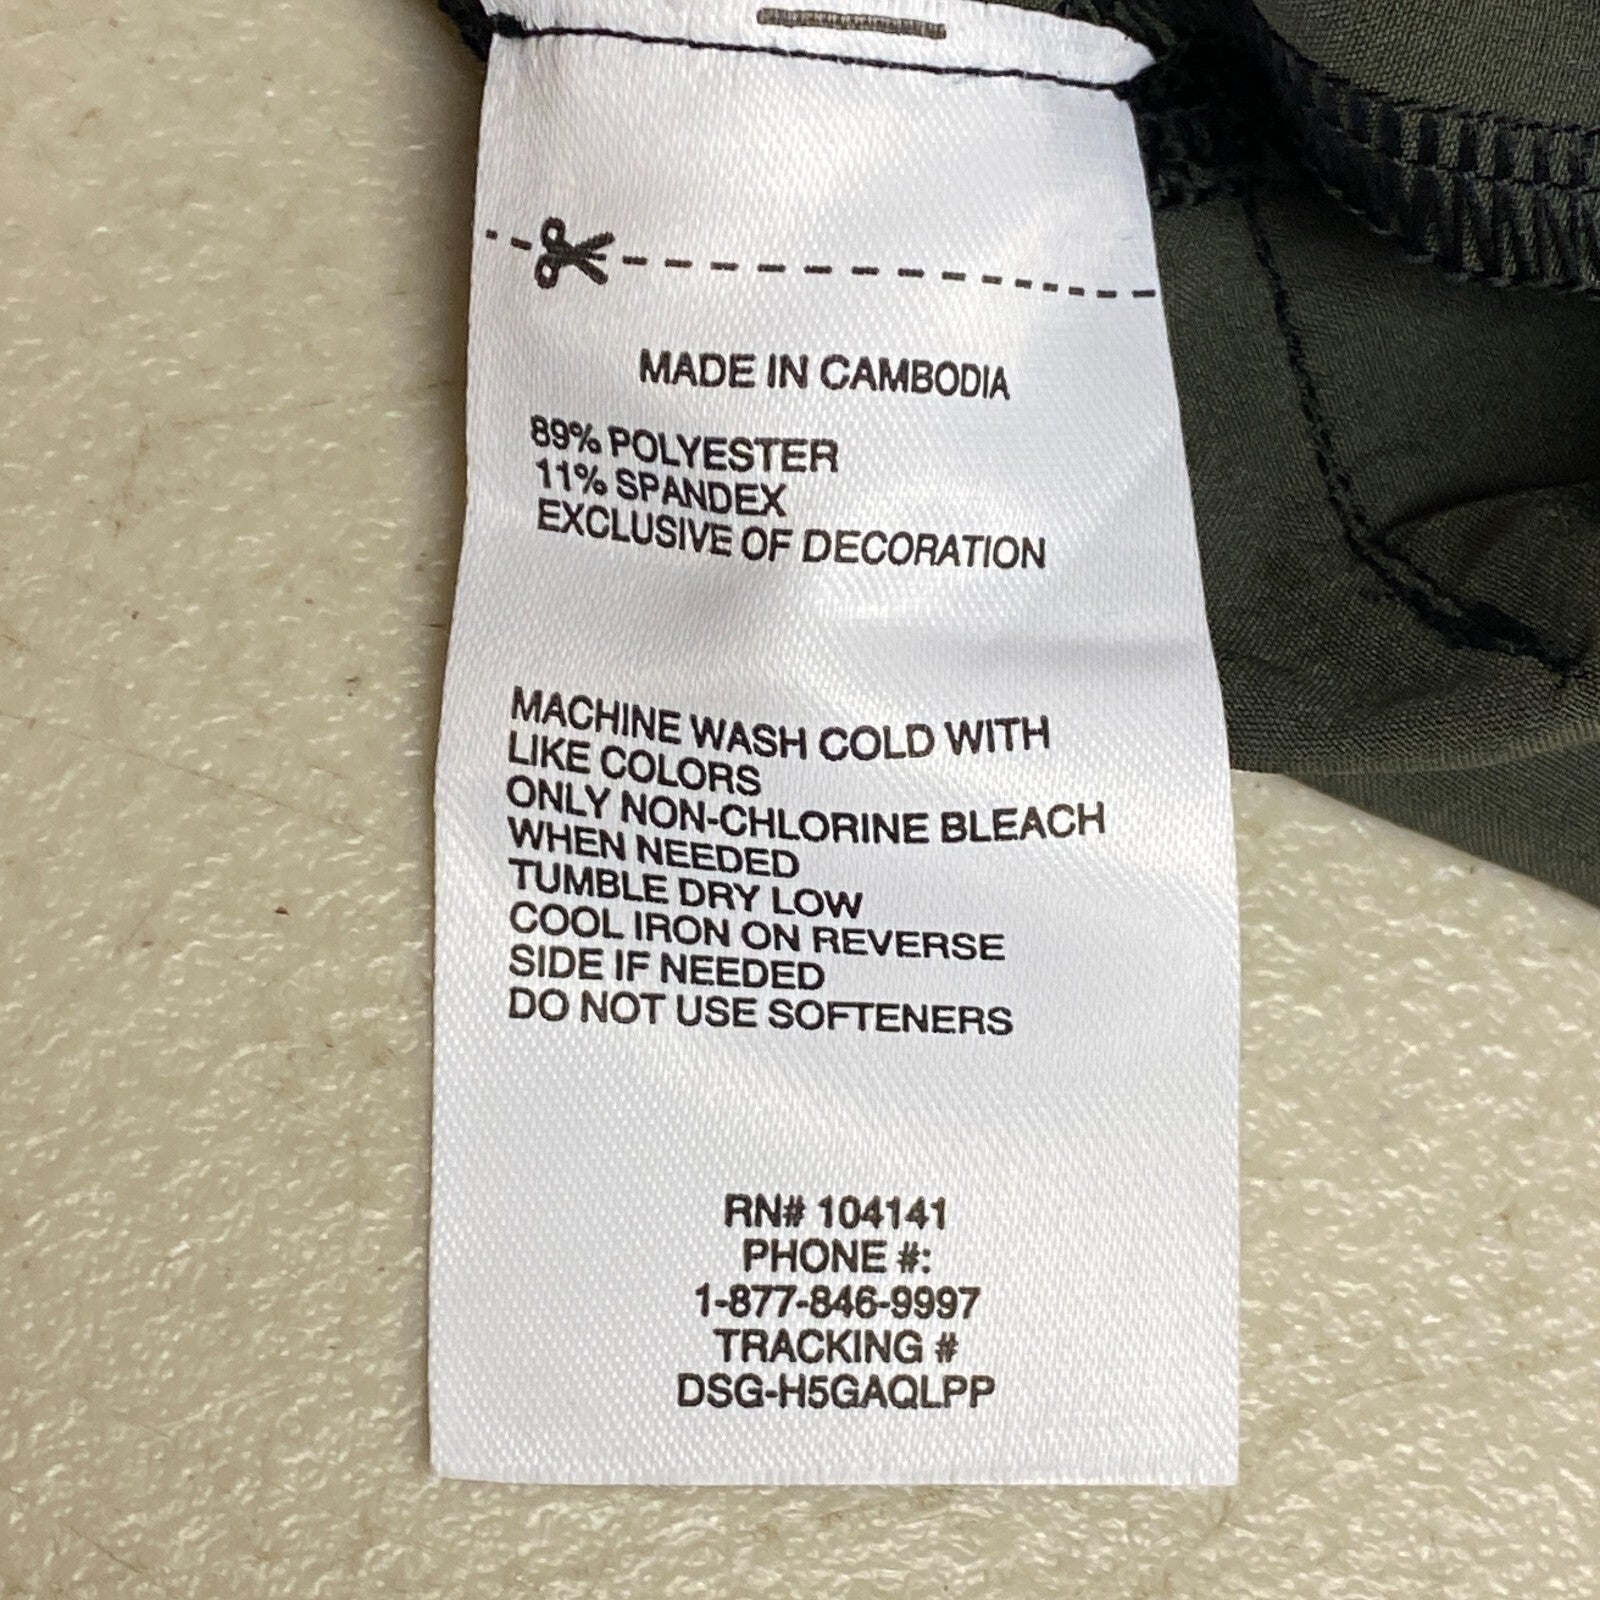 MADE IN CAMBODIA
89% POLYESTER
11% SPANDEX
EXCLUSIVE OF DECORATION
MACHINE WASH COLD WITH
LIKE COLORS
ONLY NON-CHLORINE BLEACH
WHEN NEEDED
TUMBLE DRY LOW
COOL IRON ON REVERSE
SIDE IF NEEDED
DO NOT USE SOFTENERS
RN# 104141
PHONE #:
1-877-846-9997
TRACKING #
DSG-H5GAQLPP